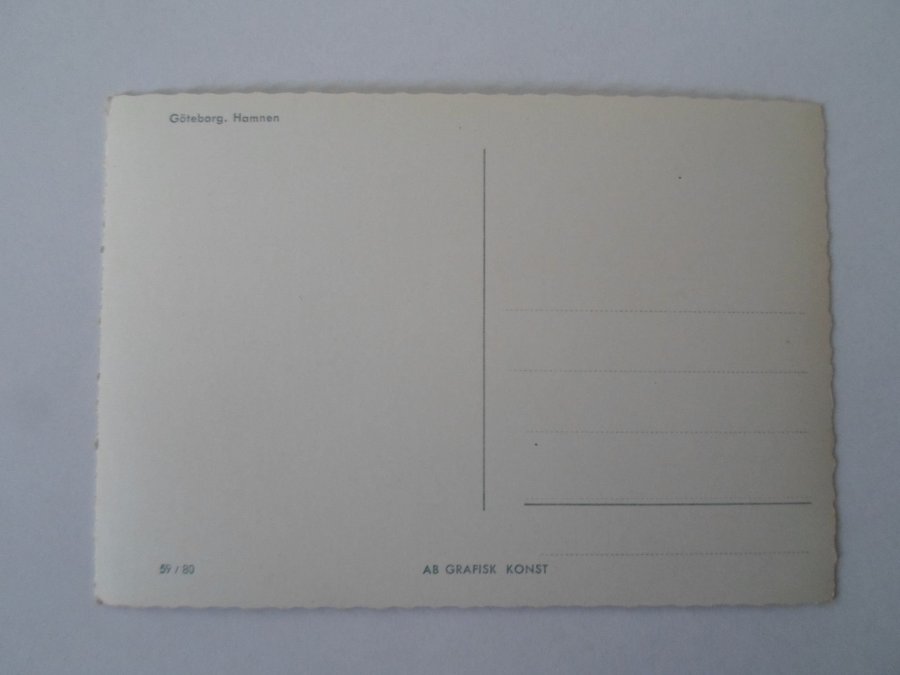 Göteborg. Hamnen
59 / 80
AB GRAFISK KONST